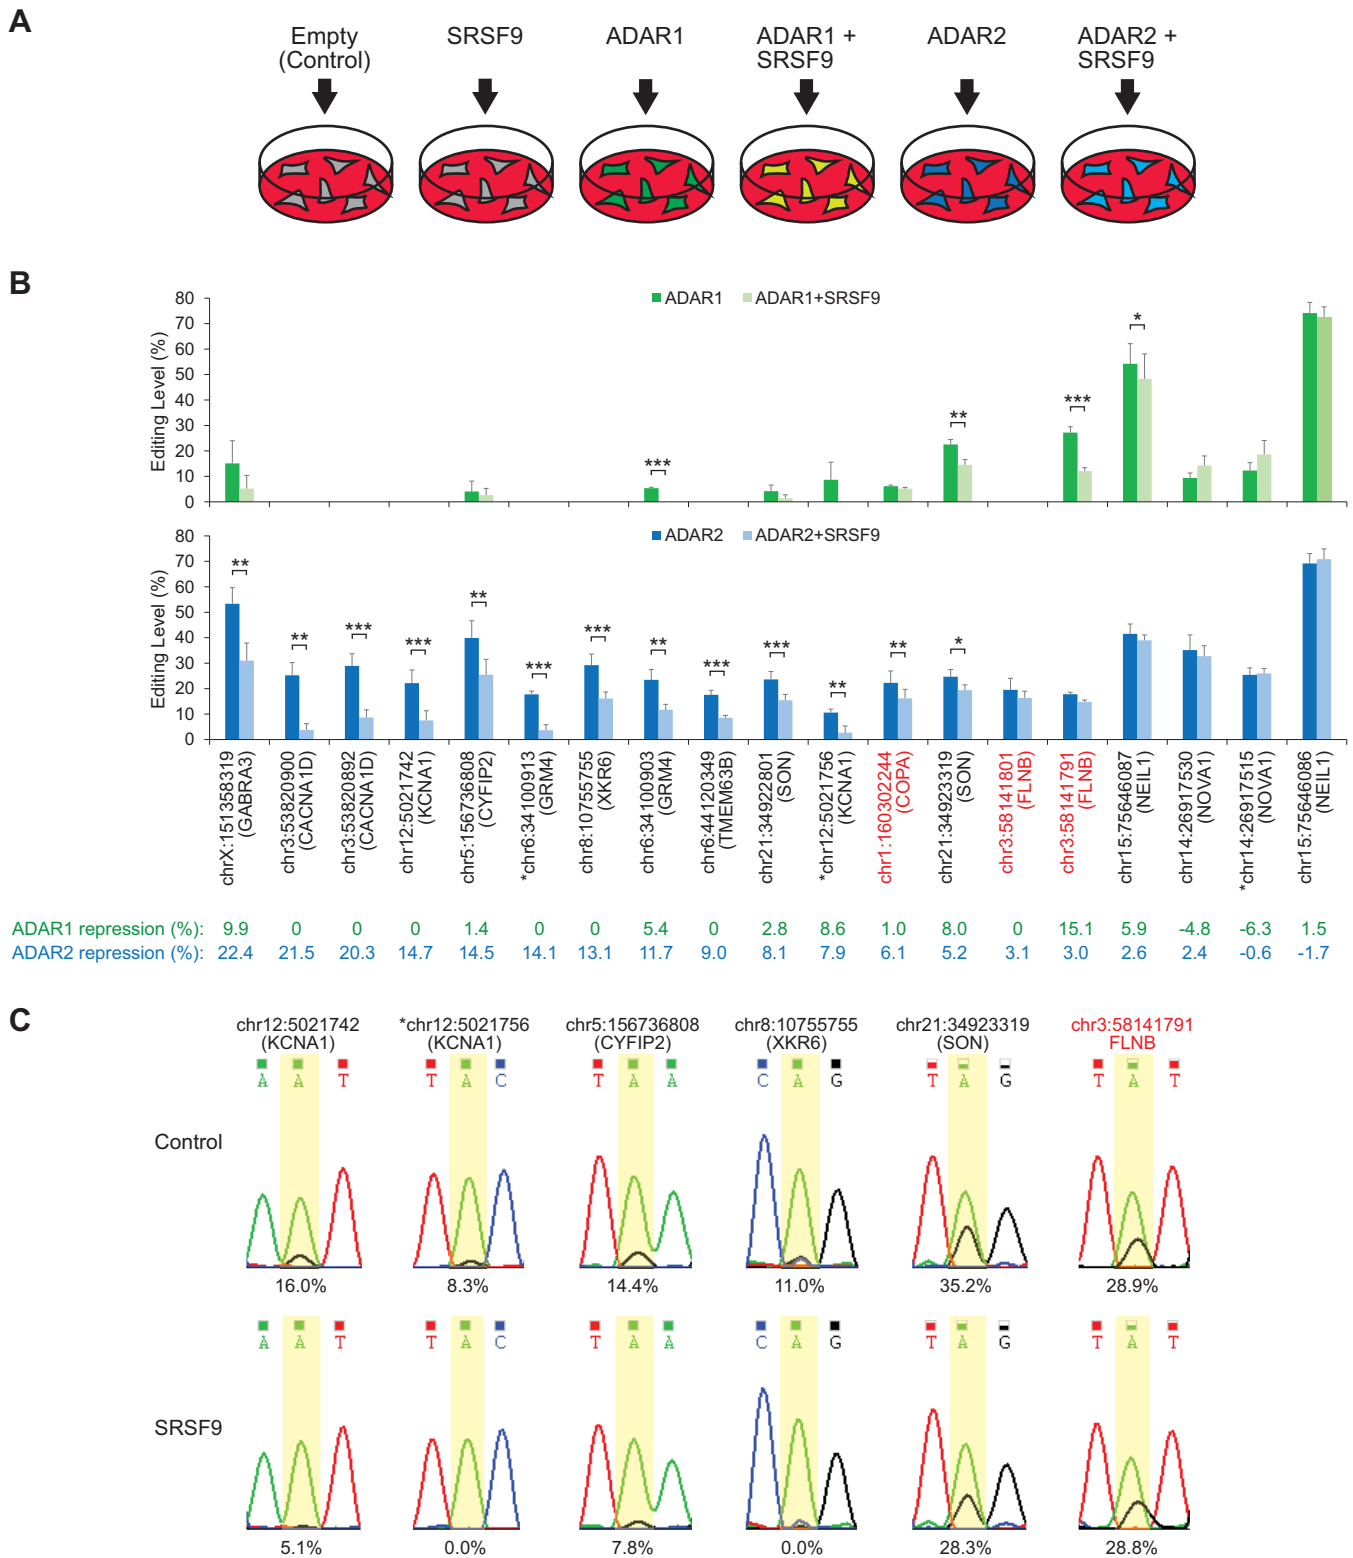 A
Empty
(Control)
SRSF9
ADAR1
ADAR1 +
SRSF9
ADAR2
ADAR2 +
SRSF9
B
Editing Level (%)
80
70
60
50
40
30
20
10
0
ADAR1
ADAR1+SRSF9
***
**
***
*
Editing Level (%)
80
70
60
50
40
30
20
10
0
ADAR2
ADAR2+SRSF9
**
**
***
***
**
***
***
**
***
***
**
**
*
chrX:151358319
(GABRA3)
chr3:53820900
(CACNA1D)
chr3:53820892
(CACNA1D)
chr12:5021742
(KCNA1)
chr5:156736808
(CYFIP2)
*chr6:34100913
(GRM4)
chr8:10755755
(XKR6)
chr6:34100903
(GRM4)
chr6:44120349
(TMEM63B)
chr21:34922801
(SON)
*chr12:5021756
(KCNA1)
chr1:160302244
(COPA)
chr21:34923319
(SON)
chr3:58141801
(FLNB)
chr3:58141791
(FLNB)
chr15:75646087
(NEIL1)
chr14:26917530
(NOVA1)
*chr14:26917515
(NOVA1)
chr15:75646086
(NEIL1)
ADAR1 repression (%): 9.9 0 0 0 1.4 0 0 5.4 0 2.8 8.6 1.0 8.0 0 15.1 5.9 -4.8 -6.3 1.5
ADAR2 repression (%): 22.4 21.5 20.3 14.7 14.5 14.1 13.1 11.7 9.0 8.1 7.9 6.1 5.2 3.1 3.0 2.6 2.4 -0.6 -1.7
C
chr12:5021742 *chr12:5021756 chr5:156736808 chr8:10755755 chr21:34923319 chr3:58141791
(KCNA1) (KCNA1) (CYFIP2) (XKR6) (SON) FLNB
A A T T A C T A A C A G T A G T A T
Control
16.0% 8.3% 14.4% 11.0% 35.2% 28.9%
A A T T A C T A A C A G T A G T A T
SRSF9
5.1% 0.0% 7.8% 0.0% 28.3% 28.8%